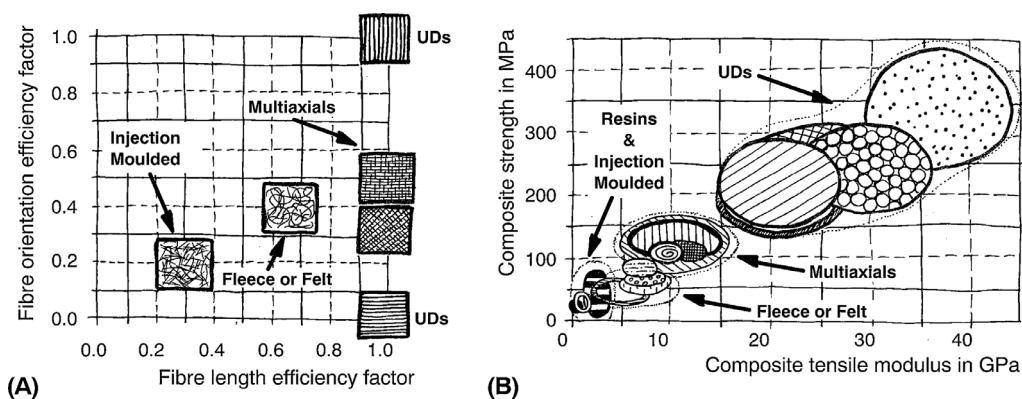 Fibre orientation efficiency factor
1.0
0.8
0.6
0.4
0.2
0.0
0.0
0.2
0.4
0.6
0.8
1.0
Fibre length efficiency factor
UDs
Multiaxials
Injection
Moulded
Fleece or Felt
UDs
(A)
Composite strength in MPa
400
300
200
100
0
0
10
20
30
40
Composite tensile modulus in GPa
UDs
Resins
&
Injection
Moulded
Multiaxials
Fleece or Felt
(B)